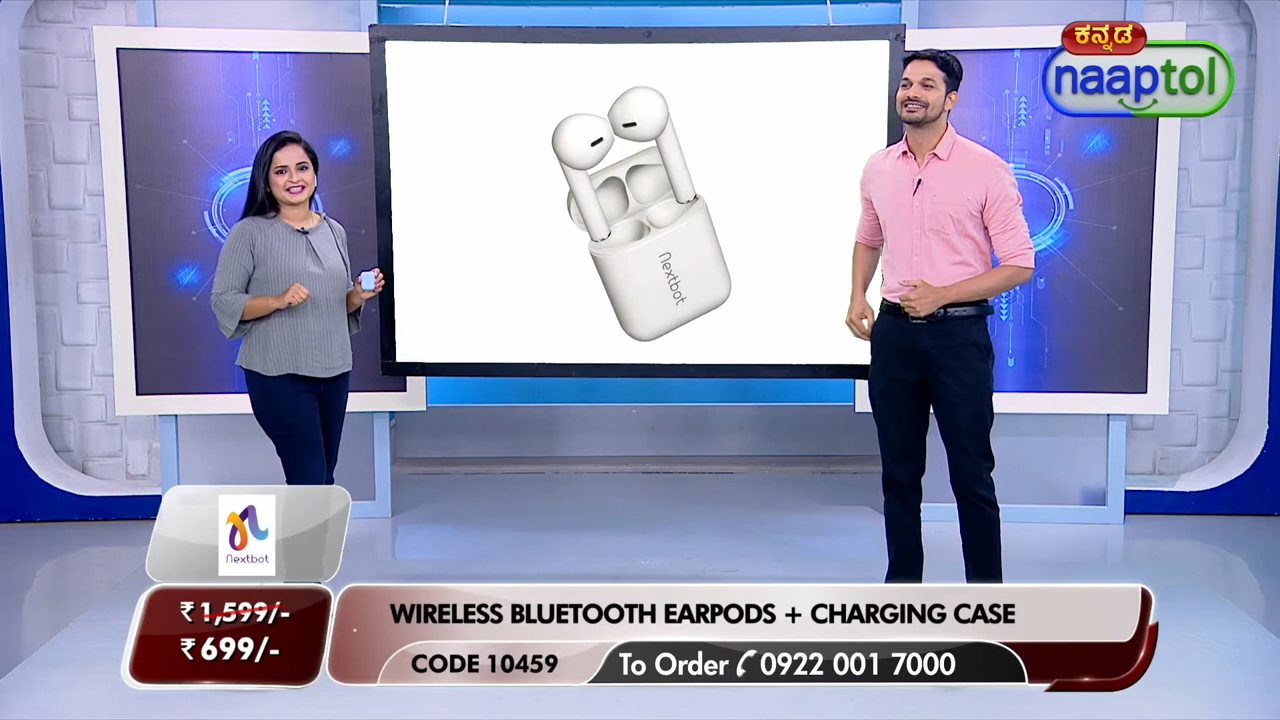 ಕನ್ನಡ
naaptol
Nextbot
Nextbot
₹ 1,599/-
₹ 699/-
WIRELESS BLUETOOTH EARPODS + CHARGING CASE
CODE 10459
To Order 0922 001 7000